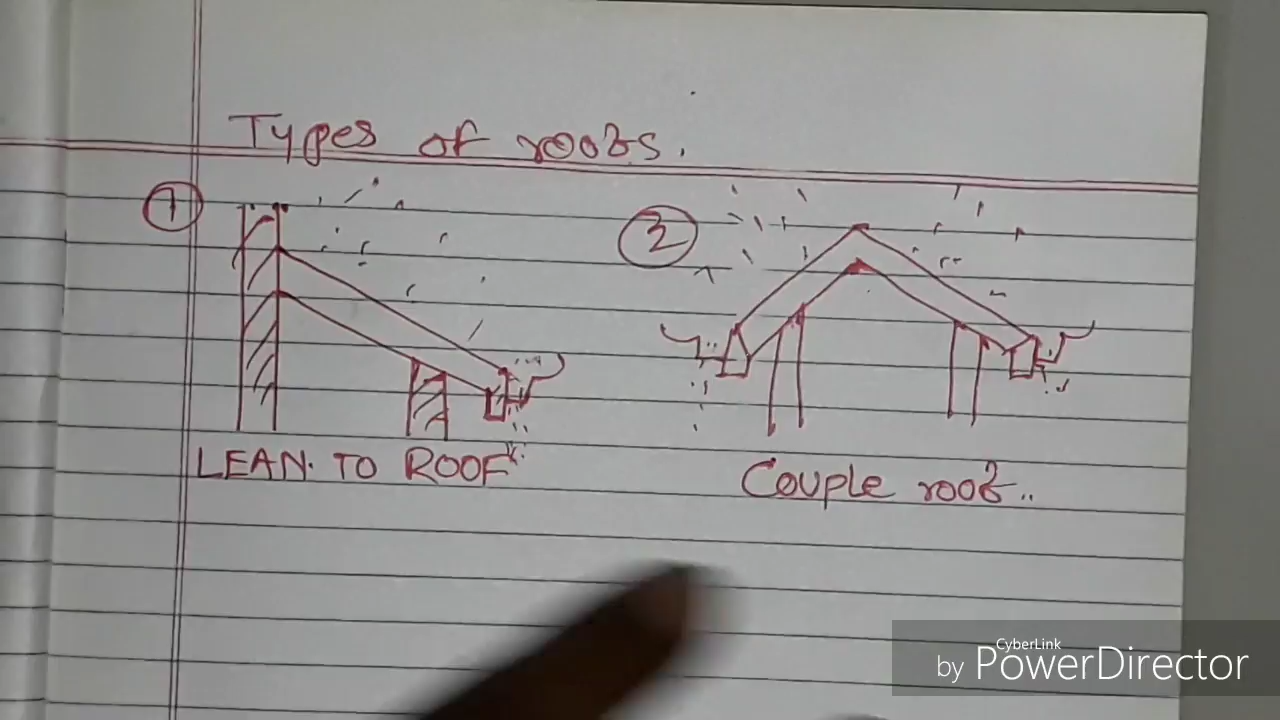 Types of roofs.
1
2
LEAN TO ROOF
Couple roof..
CyberLink
by PowerDirector